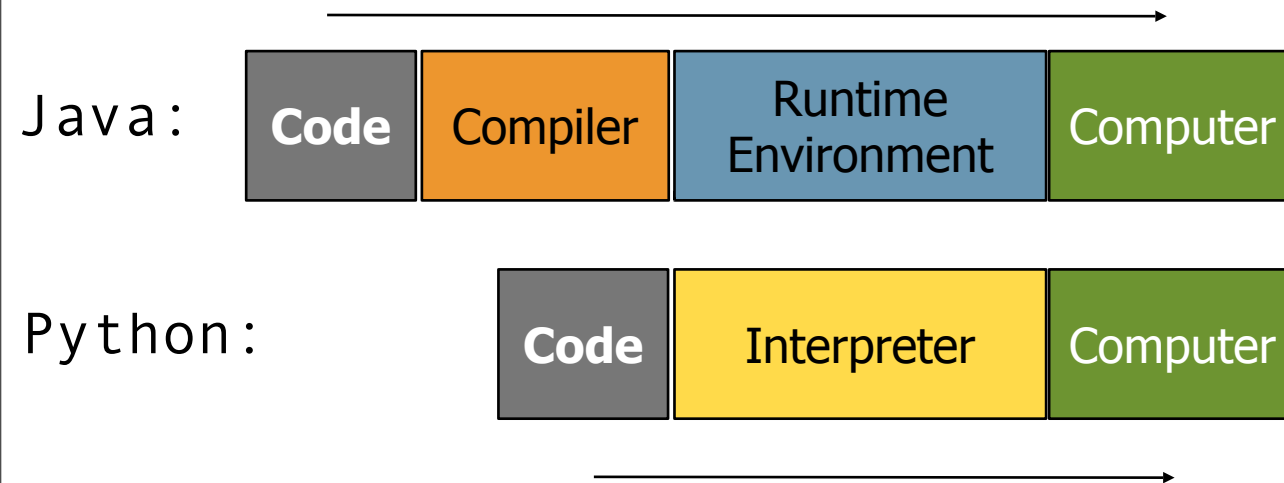 Java:
Code
Compiler
Runtime
Environment
Computer
Python:
Code
Interpreter
Computer